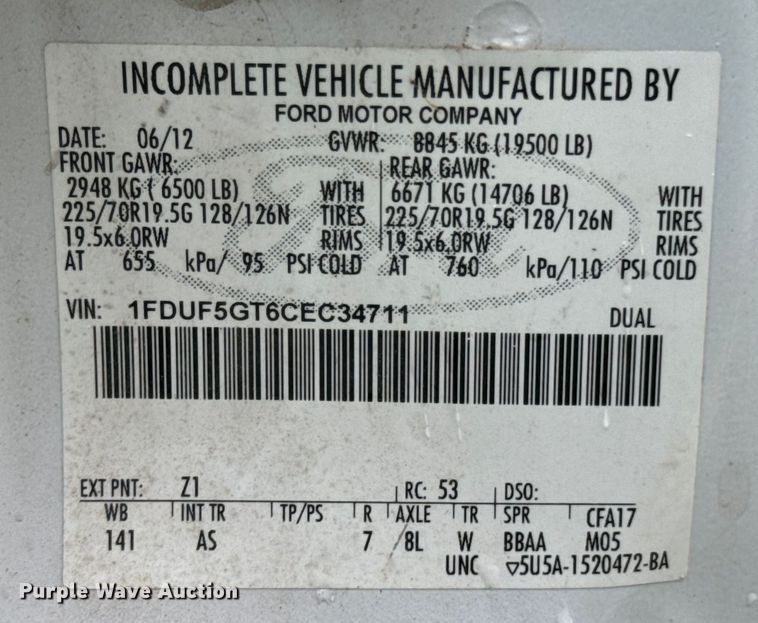 INCOMPLETE VEHICLE MANUFACTURED BY
FORD MOTOR COMPANY
DATE: 06/12 GVWR: 8845 KG (19500 LB)
FRONT GAWR: REAR GAWR:
2948 KG ( 6500 LB) WITH 6671 KG (14706 LB) WITH
225/70R19.5G 128/126N TIRES 225/70R19.5G 128/126N TIRES
19.5x6.0RW RIMS 19.5x6.0RW RIMS
AT 655 kPa/ 95 PSI COLD AT 760 kPa/110 PSI COLD
VIN: 1FDUF5GT6CEC34711 DUAL
EXT PNT: Z1 RC: 53 DSO:
WB INT TR TP/PS R AXLE TR SPR CFA17
141 AS 7 8L W BBAA M05
UNC ▽5U5A-1520472-BA
Purple Wave Auction